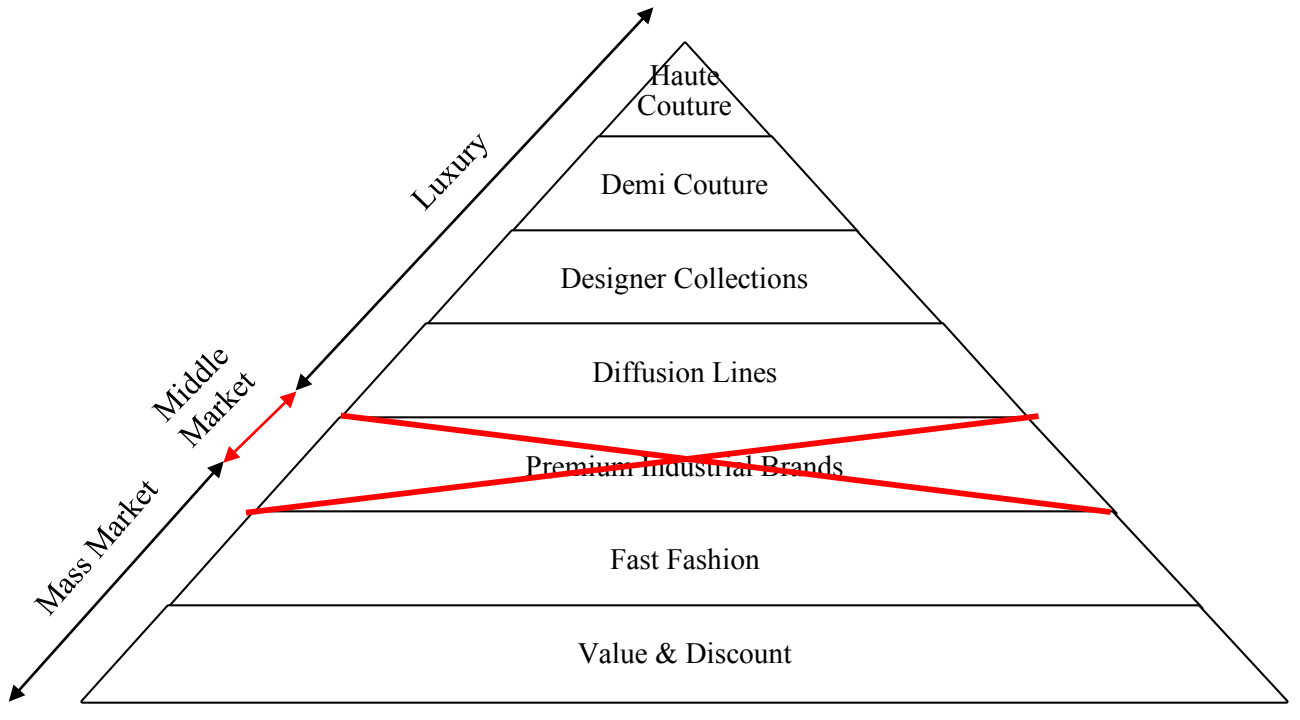 Haute
Couture
Luxury
Demi Couture
Designer Collections
Middle
Market
Diffusion Lines
Premium Industrial Brands
Mass Market
Fast Fashion
Value & Discount